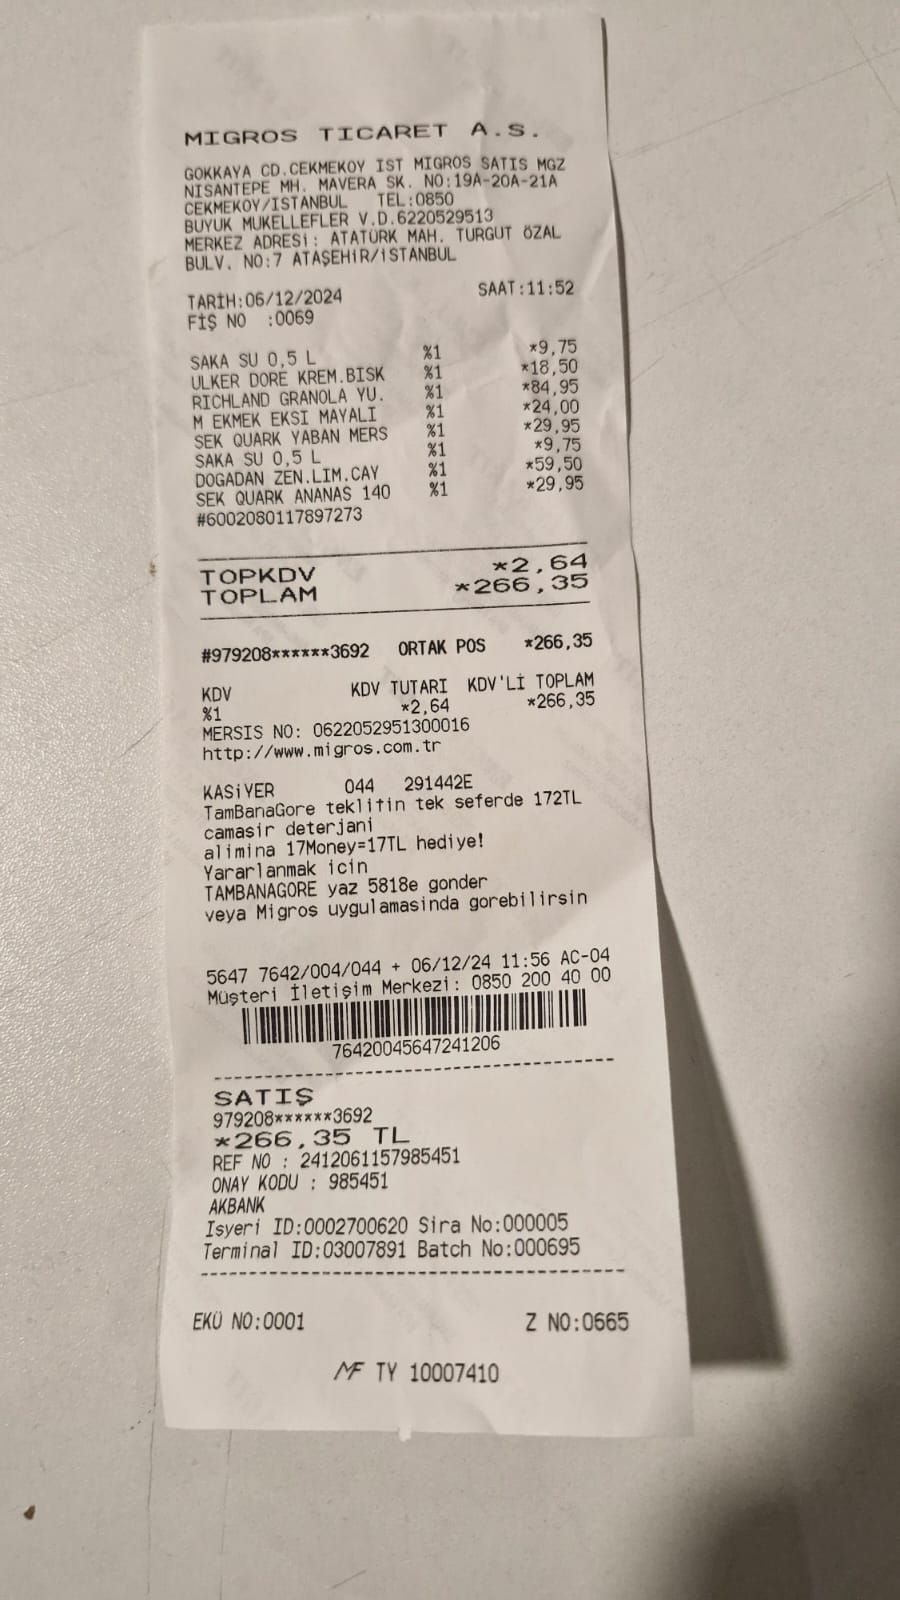 MIGROS TICARET A.S.
GOKKAYA CD.CEKMEKOY IST MIGROS SATIS MGZ
NISANTEPE MH. MAVERA SK. NO:19A-20A-21A
CEKMEKOY/ISTANBUL TEL:0850
BUYUK MUKELLEFLER V.D.6220529513
MERKEZ ADRESİ: ATATÜRK MAH. TURGUT ÖZAL
BULV. NO:7 ATAŞEHİR/İSTANBUL
TARİH:06/12/2024 SAAT:11:52
FİŞ NO :0069
SAKA SU 0,5 L %1 *9,75
ULKER DORE KREM.BISK %1 *18,50
RICHLAND GRANOLA YU. %1 *84,95
M EKMEK EKSI MAYALI %1 *24,00
SEK QUARK YABAN MERS %1 *29,95
SAKA SU 0,5 L %1 *9,75
DOGADAN ZEN.LIM.CAY %1 *59,50
SEK QUARK ANANAS 140 %1 *29,95
#6002080117897273
TOPKDV *2,64
TOPLAM *266,35
#979208******3692 ORTAK POS *266,35
KDV KDV TUTARI KDV'Lİ TOPLAM
%1 *2,64 *266,35
MERSIS NO: 0622052951300016
http://www.migros.com.tr
KASİYER 044 291442E
TamBanaGore teklifin tek seferde 172TL
camasir deterjani
alimina 17Money=17TL hediye!
Yararlanmak icin
TAMBANAGORE yaz 5818e gonder
veya Migros uygulamasinda gorebilirsin
5647 7642/004/044 + 06/12/24 11:56 AC-04
Müşteri İletişim Merkezi: 0850 200 40 00
76420045647241206
SATIŞ
979208******3692
*266,35 TL
REF NO : 2412061157985451
ONAY KODU : 985451
AKBANK
Isyeri ID:0002700620 Sira No:000005
Terminal ID:03007891 Batch No:000695
EKÜ NO:0001 Z NO:0665
MF TY 10007410